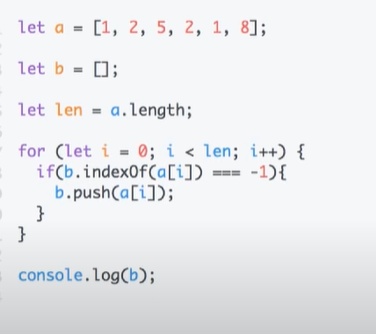 let a = [1, 2, 5, 2, 1, 8];
let b = [];
let len = a.length;
for (let i = 0; i < len; i++) {
if(b.indexOf(a[i]) === -1){
b.push(a[i]);
}
}
console.log(b);